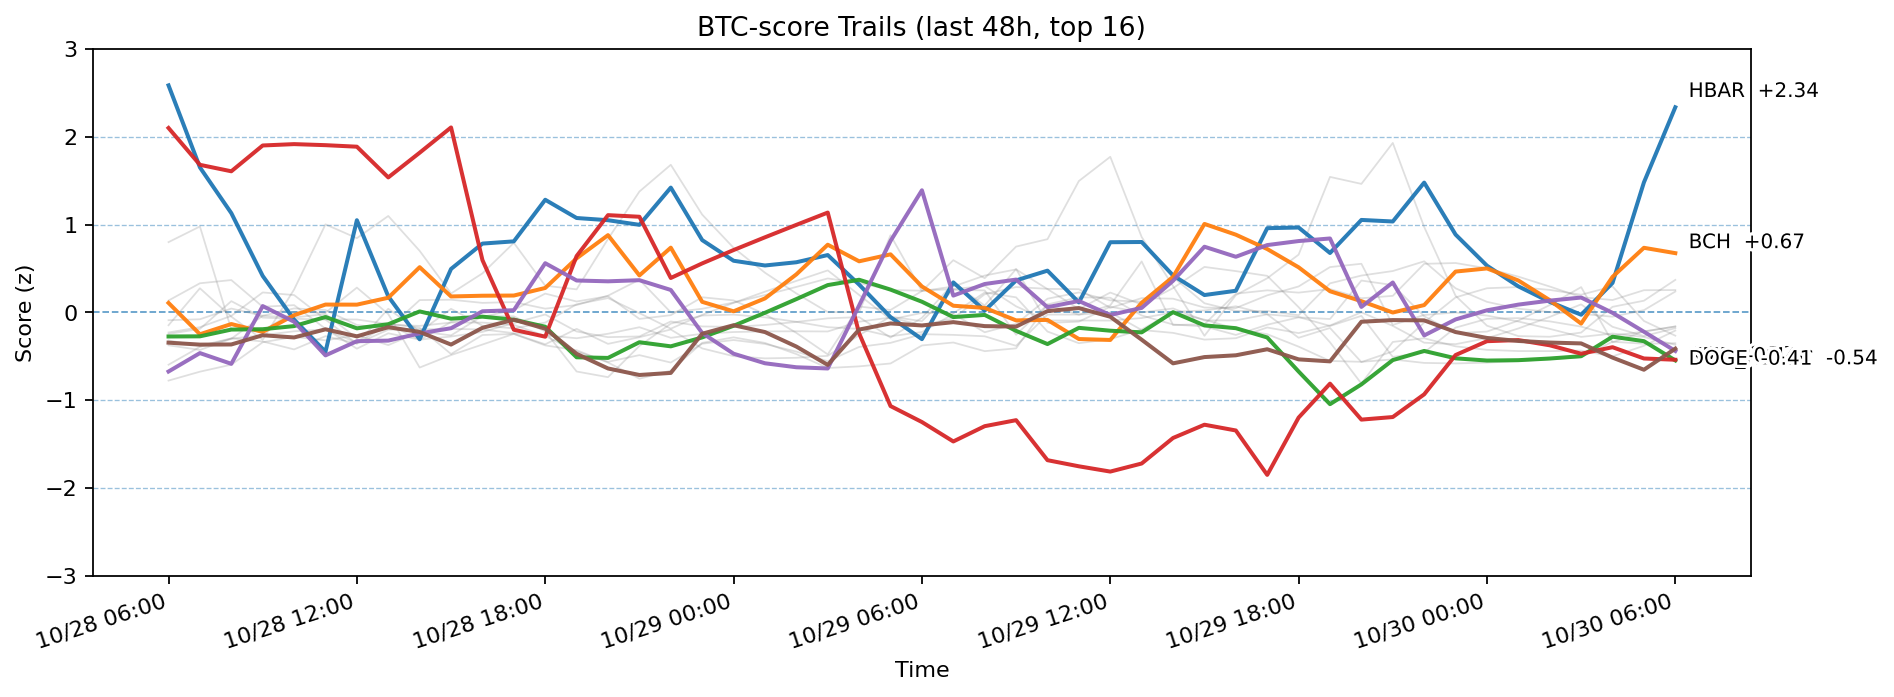 BTC-score Trails (last 48h, top 16)
Score (z)
3
2
1
0
−1
−2
−3
HBAR +2.34
BCH +0.67
DOGE -0.41 -0.54
10/28 06:00
10/28 12:00
10/28 18:00
10/29 00:00
10/29 06:00
10/29 12:00
10/29 18:00
10/30 00:00
10/30 06:00
Time